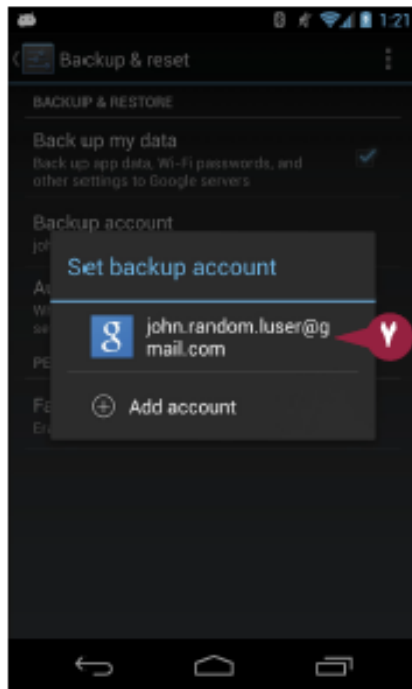 1:21
Backup & reset
BACKUP & RESTORE
Back up my data
Back up app data, Wi-Fi passwords, and
other settings to Google servers
Backup account
Set backup account
g
john.random.luser@g
mail.com
۷
Add account